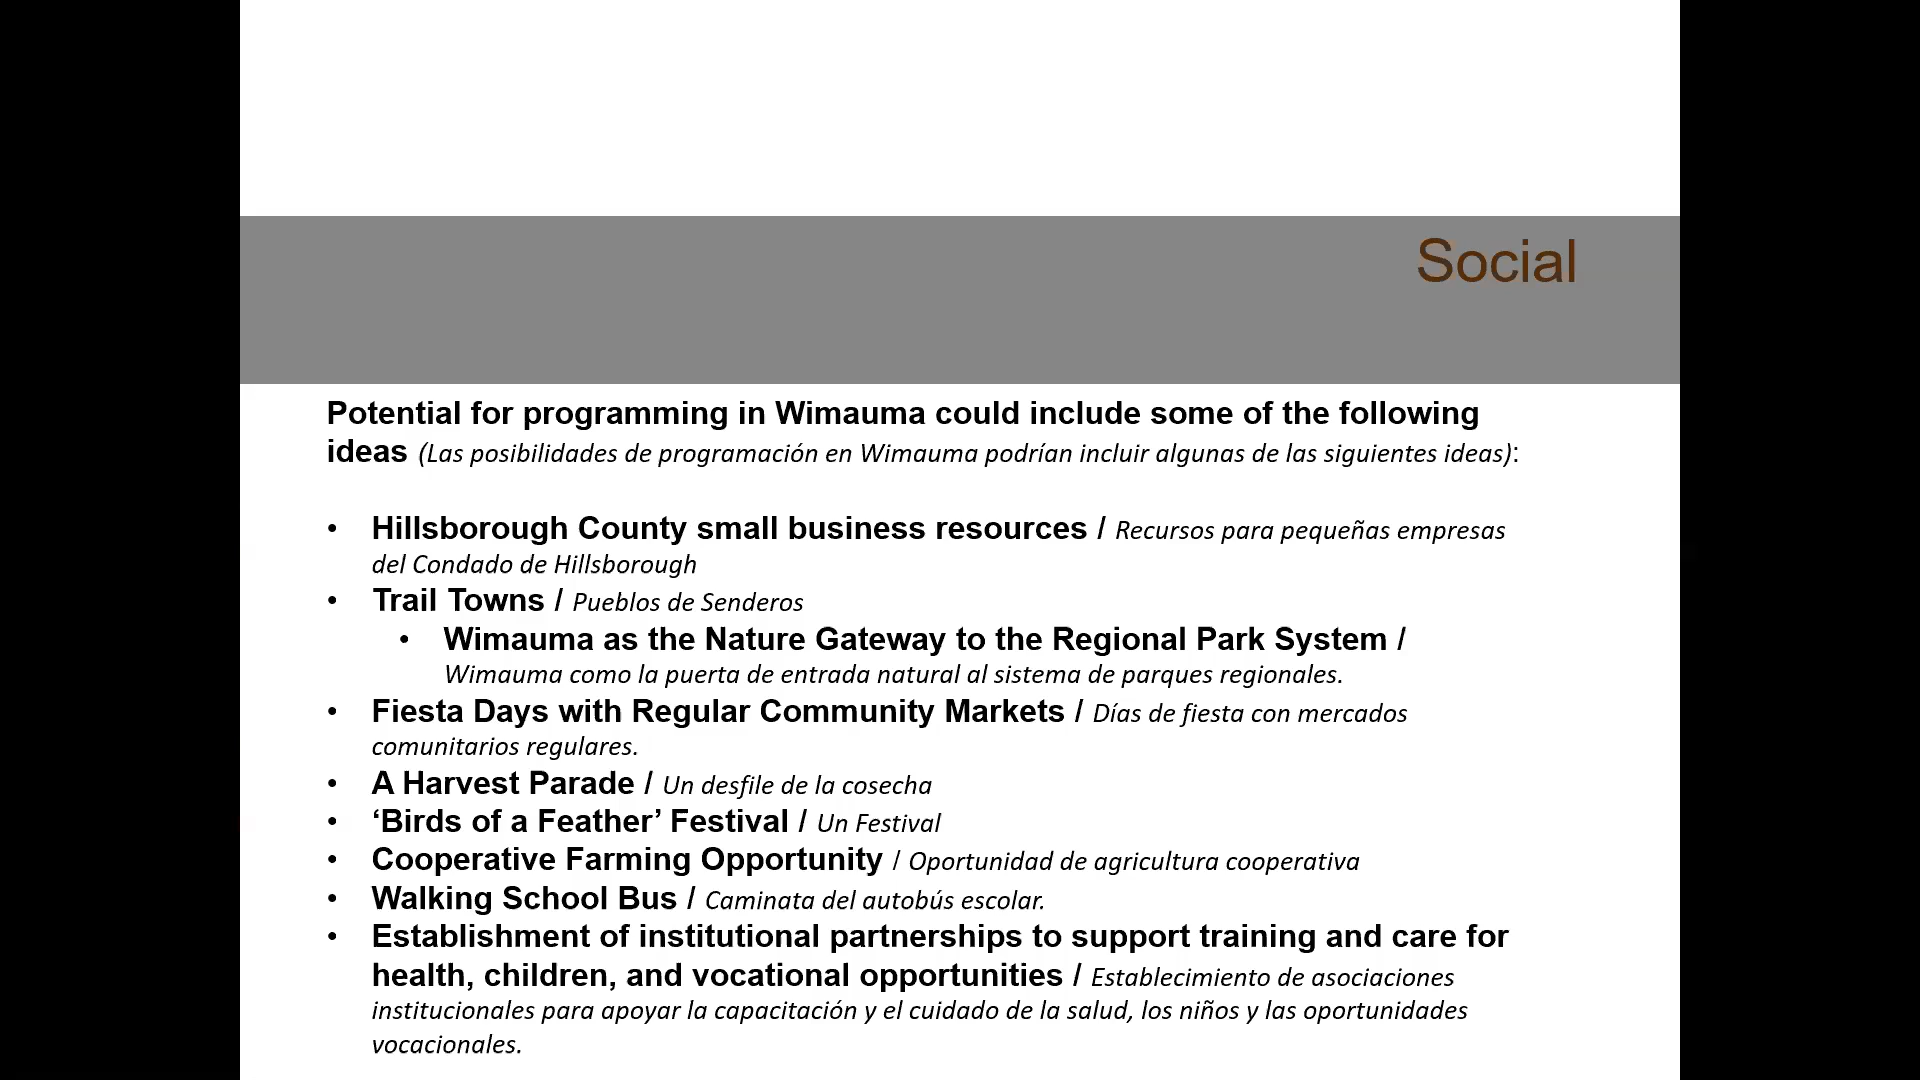 Social
Potential for programming in Wimauma could include some of the following
ideas (Las posibilidades de programación en Wimauma podrían incluir algunas de las siguientes ideas):
• Hillsborough County small business resources / Recursos para pequeñas empresas
del Condado de Hillsborough
• Trail Towns / Pueblos de Senderos
• Wimauma as the Nature Gateway to the Regional Park System /
Wimauma como la puerta de entrada natural al sistema de parques regionales.
• Fiesta Days with Regular Community Markets / Días de fiesta con mercados
comunitarios regulares.
• A Harvest Parade / Un desfile de la cosecha
• ‘Birds of a Feather’ Festival / Un Festival
• Cooperative Farming Opportunity / Oportunidad de agricultura cooperativa
• Walking School Bus / Caminata del autobús escolar.
• Establishment of institutional partnerships to support training and care for
health, children, and vocational opportunities / Establecimiento de asociaciones
institucionales para apoyar la capacitación y el cuidado de la salud, los niños y las oportunidades
vocacionales.